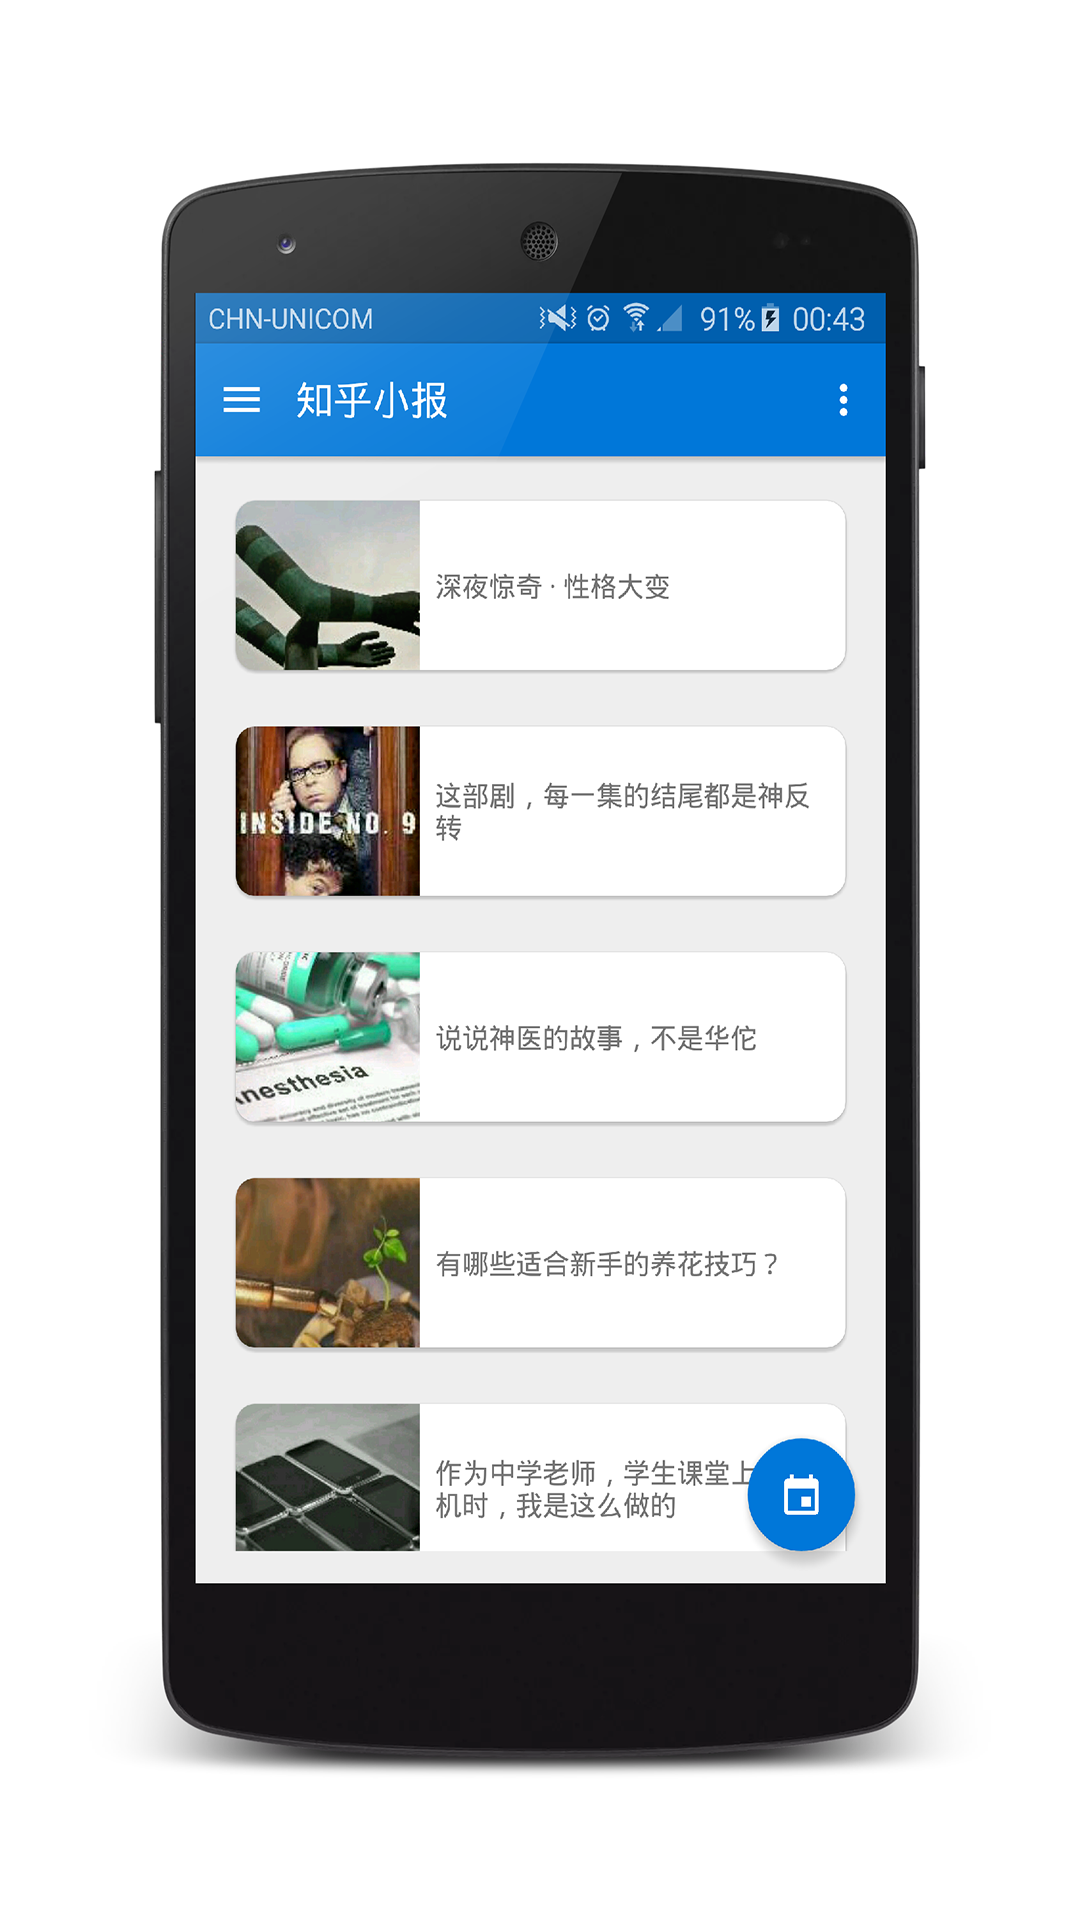 CHN-UNICOM
91%
00:43
知乎小报
深夜惊奇 · 性格大变
INSIDE NO. 9
这部剧，每一集的结尾都是神反
转
Anesthesia
说说神医的故事，不是华佗
有哪些适合新手的养花技巧？
作为中学老师，学生课堂上
机时，我是这么做的